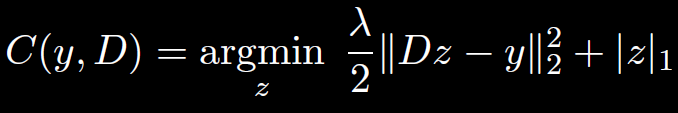 C(y, D) = argmin_z λ/2 ‖Dz − y‖₂² + |z|₁